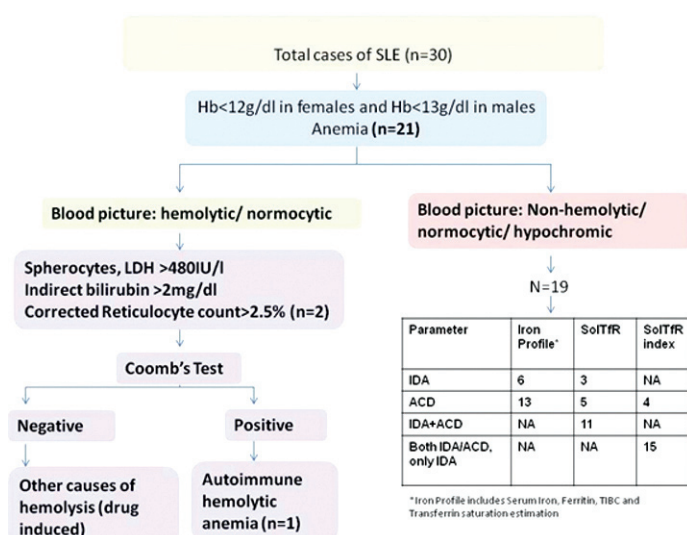 Total cases of SLE (n=30)
Hb<12g/dl in females and Hb<13g/dl in males
Anemia (n=21)
Blood picture: hemolytic/ normocytic
Spherocytes, LDH >480IU/l
Indirect bilirubin >2mg/dl
Corrected Reticulocyte count>2.5% (n=2)
Coomb's Test
Negative
Positive
Other causes of
hemolysis (drug
induced)
Autoimmune
hemolytic
anemia (n=1)
Blood picture: Non-hemolytic/
normocytic/ hypochromic
N=19
Parameter Iron Profile* SolTfR SolTfR index
IDA 6 3 NA
ACD 13 5 4
IDA+ACD NA 11 NA
Both IDA/ACD, only IDA NA NA 15
*Iron Profile includes Serum Iron, Ferritin, TIBC and
Transferrin saturation estimation